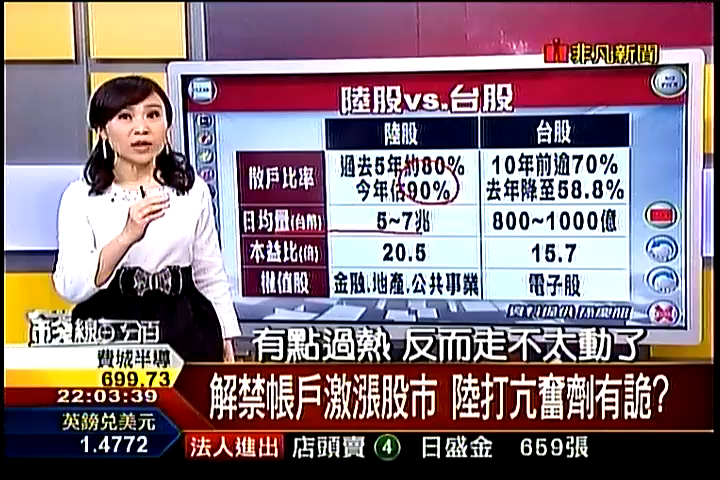 非凡新聞
陸股vs.台股
陸股 台股
散戶比率 過去5年約80% 今年估90% 10年前逾70% 去年降至58.8%
日均量(台幣) 5~7兆 800~1000億
本益比(倍) 20.5 15.7
權值股 金融.地產.公共事業 電子股
有點過熱 反而走不太動了
費城半導
699.73
解禁帳戶激漲股市 陸打亢奮劑有詭?
22:03:39
英鎊兌美元
1.4772
法人進出 店頭賣 4 日盛金 659張